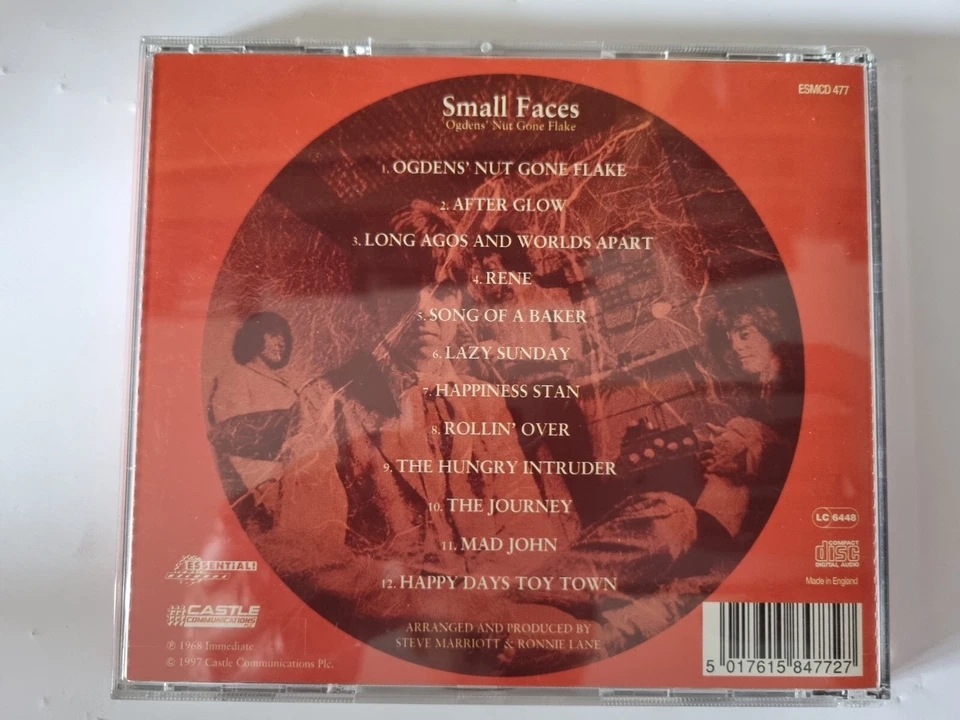 ESMCD 477
Small Faces
Ogdens' Nut Gone Flake
1. OGDENS' NUT GONE FLAKE
2. AFTER GLOW
3. LONG AGOS AND WORLDS APART
4. RENE
5. SONG OF A BAKER
6. LAZY SUNDAY
7. HAPPINESS STAN
8. ROLLIN' OVER
9. THE HUNGRY INTRUDER
10. THE JOURNEY
11. MAD JOHN
12. HAPPY DAYS TOY TOWN
ARRANGED AND PRODUCED BY
STEVE MARRIOTT & RONNIE LANE
ESSENTIAL!
CASTLE
COMMUNICATIONS
℗ 1968 Immediate
© 1997 Castle Communications Plc.
LC 6448
COMPACT
disc
DIGITAL AUDIO
Made in England
5 017615 847727